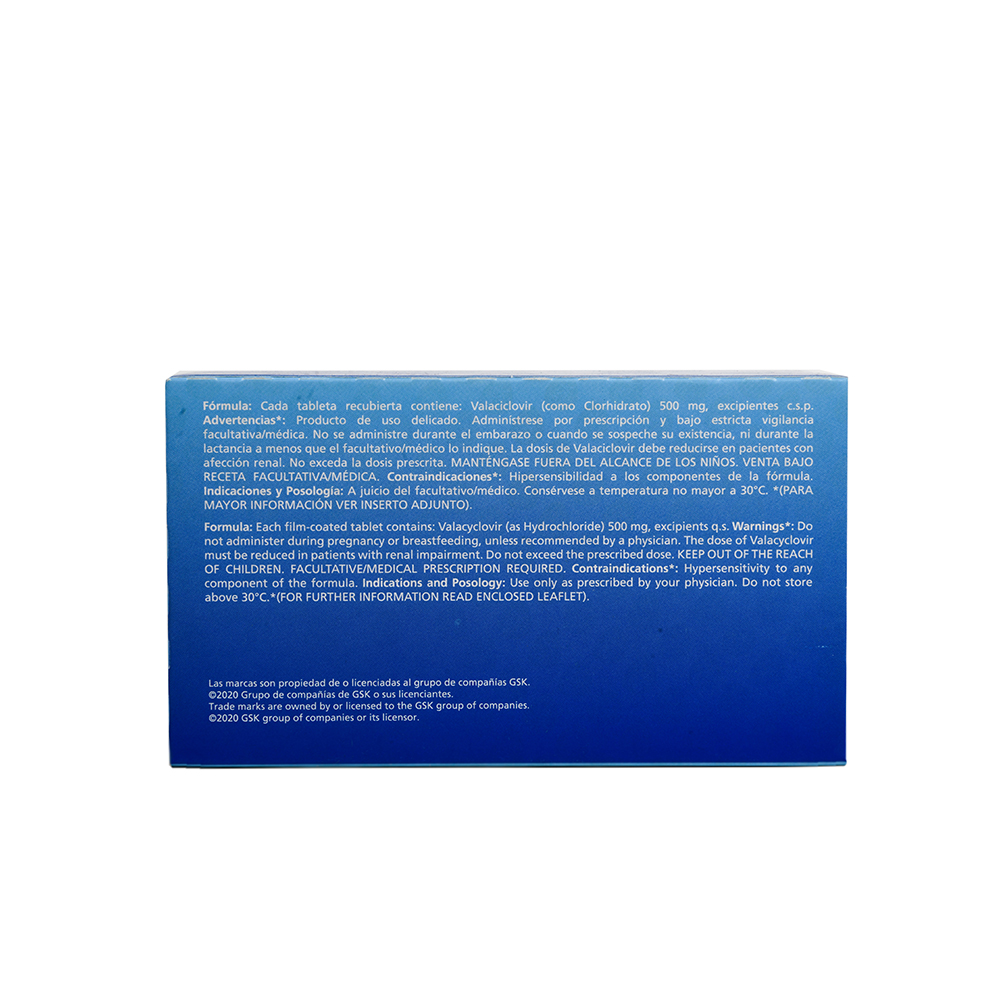 Fórmula: Cada tableta recubierta contiene: Valaciclovir (como Clorhidrato) 500 mg, excipientes c.s.p.
Advertencias*: Producto de uso delicado. Adminístrese por prescripción y bajo estricta vigilancia
facultativa/médica. No se administre durante el embarazo o cuando se sospeche su existencia, ni durante la
lactancia a menos que el facultativo/médico lo indique. La dosis de Valaciclovir debe reducirse en pacientes con
afección renal. No exceda la dosis prescrita. MANTÉNGASE FUERA DEL ALCANCE DE LOS NIÑOS. VENTA BAJO
RECETA FACULTATIVA/MÉDICA. Contraindicaciones*: Hipersensibilidad a los componentes de la fórmula.
Indicaciones y Posología: A juicio del facultativo/médico. Consérvese a temperatura no mayor a 30°C. *(PARA
MAYOR INFORMACIÓN VER INSERTO ADJUNTO).
Formula: Each film-coated tablet contains: Valacyclovir (as Hydrochloride) 500 mg, excipients q.s. Warnings*: Do
not administer during pregnancy or breastfeeding, unless recommended by a physician. The dose of Valacyclovir
must be reduced in patients with renal impairment. Do not exceed the prescribed dose. KEEP OUT OF THE REACH
OF CHILDREN. FACULTATIVE/MEDICAL PRESCRIPTION REQUIRED. Contraindications*: Hypersensitivity to any
component of the formula. Indications and Posology: Use only as prescribed by your physician. Do not store
above 30°C.*(FOR FURTHER INFORMATION READ ENCLOSED LEAFLET).
Las marcas son propiedad de o licenciadas al grupo de compañías GSK.
©2020 Grupo de compañías de GSK o sus licenciantes.
Trade marks are owned by or licensed to the GSK group of companies.
©2020 GSK group of companies or its licensor.